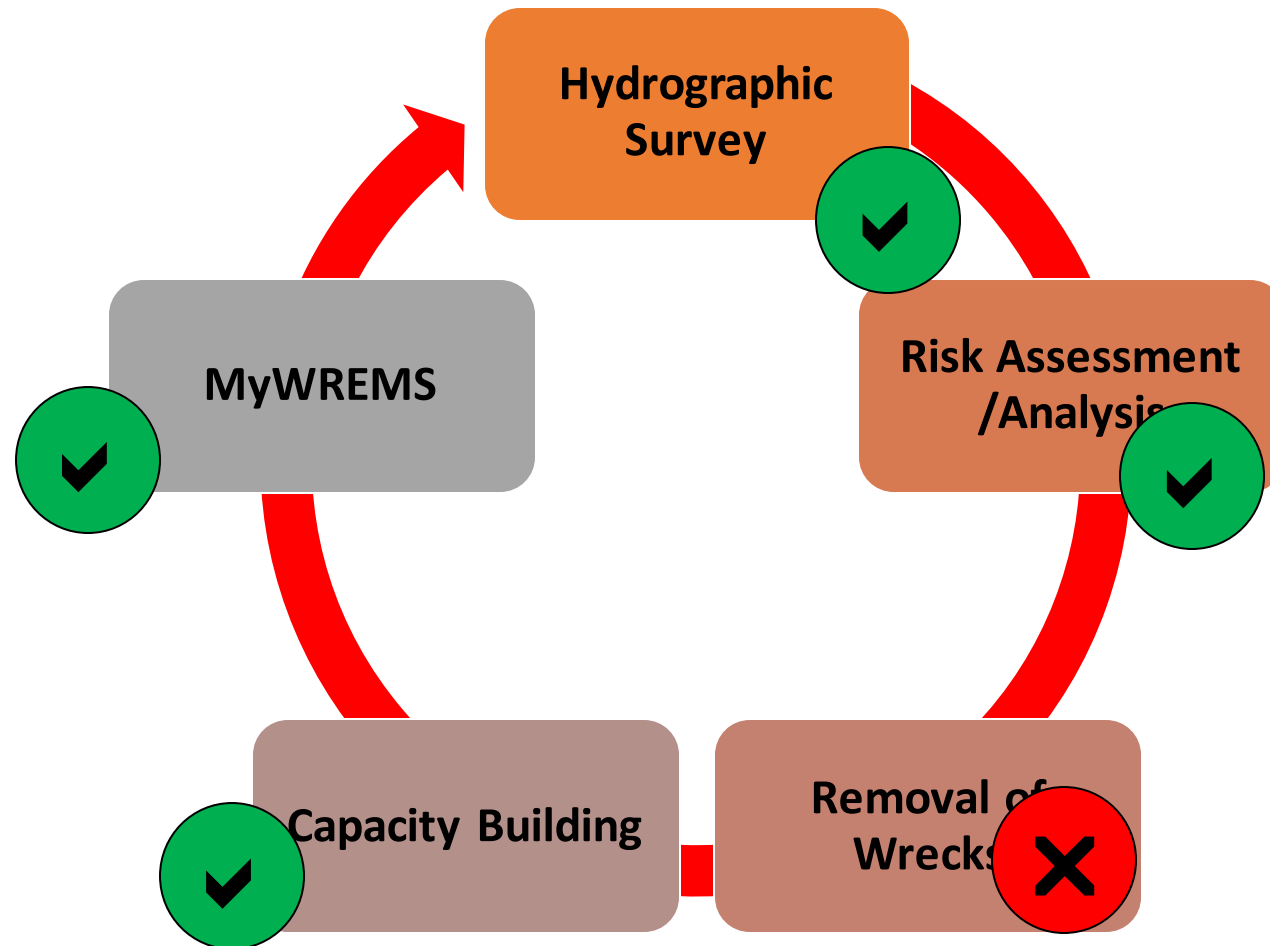 Hydrographic
Survey
Risk Assessment
/Analysis
Removal of
Wrecks
Capacity Building
MyWREMS